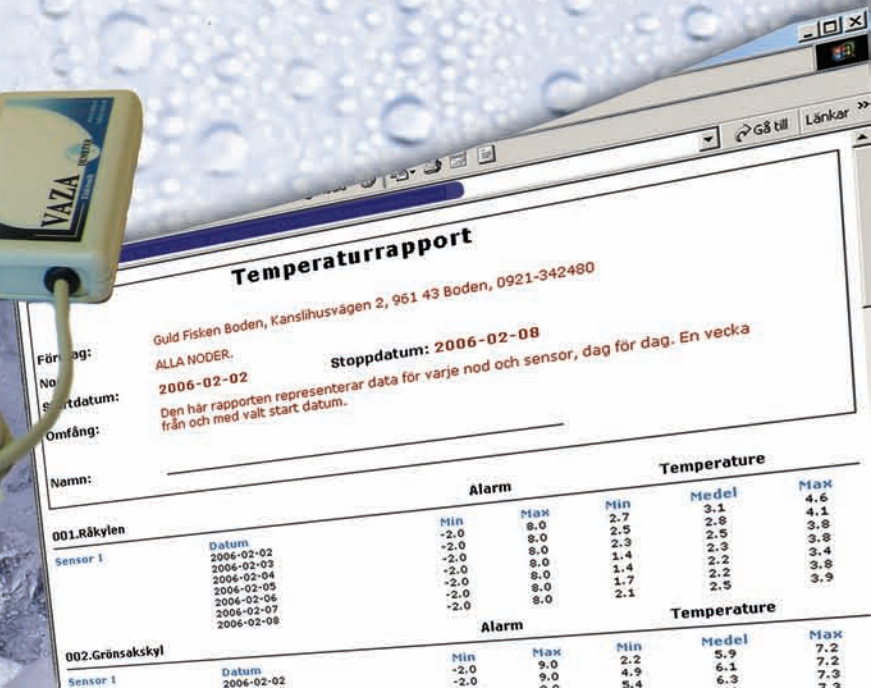 Gå till Länkar »
VAZA
Temperaturrapport
Guld Fisken Boden, Kanslihusvägen 2, 961 43 Boden, 0921-342480
ALLA NODER.
2006-02-02 Stoppdatum: 2006-02-08
Omfång: Den här rapporten representerar data för varje nod och sensor, dag för dag. En vecka
från och med valt start datum.
Namn:
Alarm Temperature
001.Råkylen
Sensor 1 Datum Min Max Min Medel Max
2006-02-02 -2.0 8.0 2.7 3.1 4.6
2006-02-03 -2.0 8.0 2.5 2.8 4.1
2006-02-04 -2.0 8.0 2.3 2.5 3.8
2006-02-05 -2.0 8.0 1.4 2.3 3.8
2006-02-06 -2.0 8.0 1.4 2.2 3.4
2006-02-07 -2.0 8.0 1.7 2.2 3.8
2006-02-08 -2.0 8.0 2.1 2.5 3.9
Alarm Temperature
002.Grönsakskyl
Sensor 1 Datum Min Max Min Medel Max
2006-02-02 -2.0 9.0 2.2 5.9 7.2
-2.0 9.0 4.9 6.1 7.2
5.4 6.3 7.3